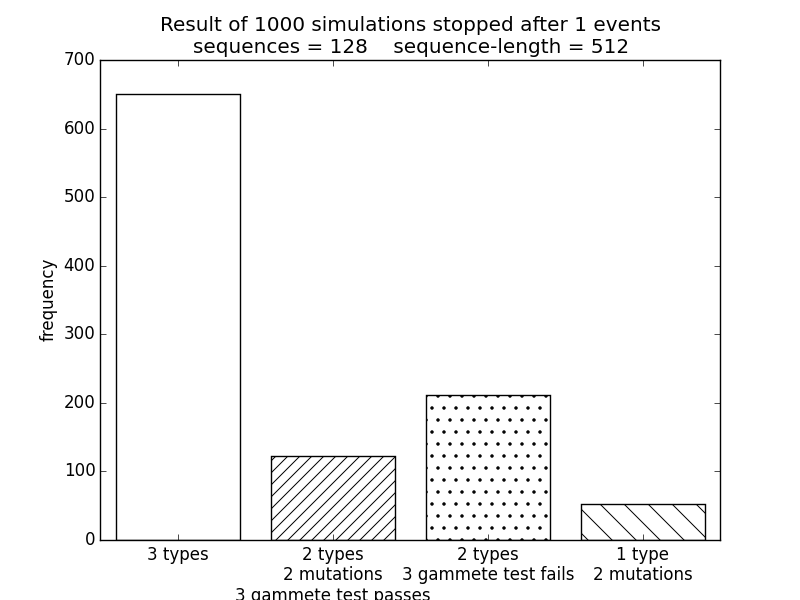 Result of 1000 simulations stopped after 1 events
sequences = 128 sequence-length = 512
700
600
500
400
300
200
100
0
frequency
3 types
2 types
2 mutations
3 gammete test passes
2 types
3 gammete test fails
1 type
2 mutations